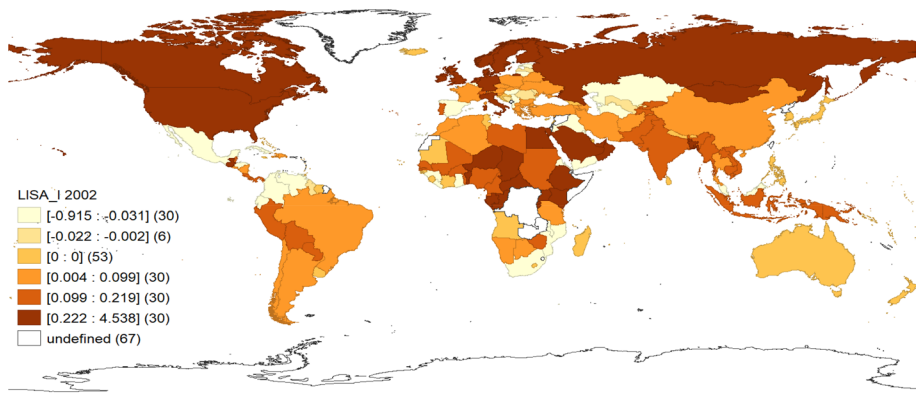 LISA_I 2002
[-0.915 : -0.031] (30)
[-0.022 : -0.002] (6)
[0 : 0] (53)
[0.004 : 0.099] (30)
[0.099 : 0.219] (30)
[0.222 : 4.538] (30)
undefined (67)